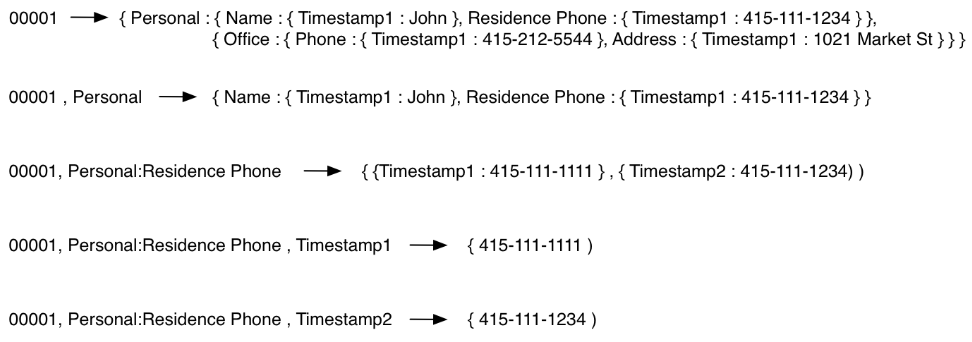 00001 → { Personal : { Name : { Timestamp1 : John }, Residence Phone : { Timestamp1 : 415-111-1234 } },
{ Office : { Phone : { Timestamp1 : 415-212-5544 }, Address : { Timestamp1 : 1021 Market St } } }
00001 , Personal → { Name : { Timestamp1 : John }, Residence Phone : { Timestamp1 : 415-111-1234 } }
00001, Personal:Residence Phone → { {Timestamp1 : 415-111-1111 } , { Timestamp2 : 415-111-1234) )
00001, Personal:Residence Phone , Timestamp1 → { 415-111-1111 )
00001, Personal:Residence Phone , Timestamp2 → { 415-111-1234 )